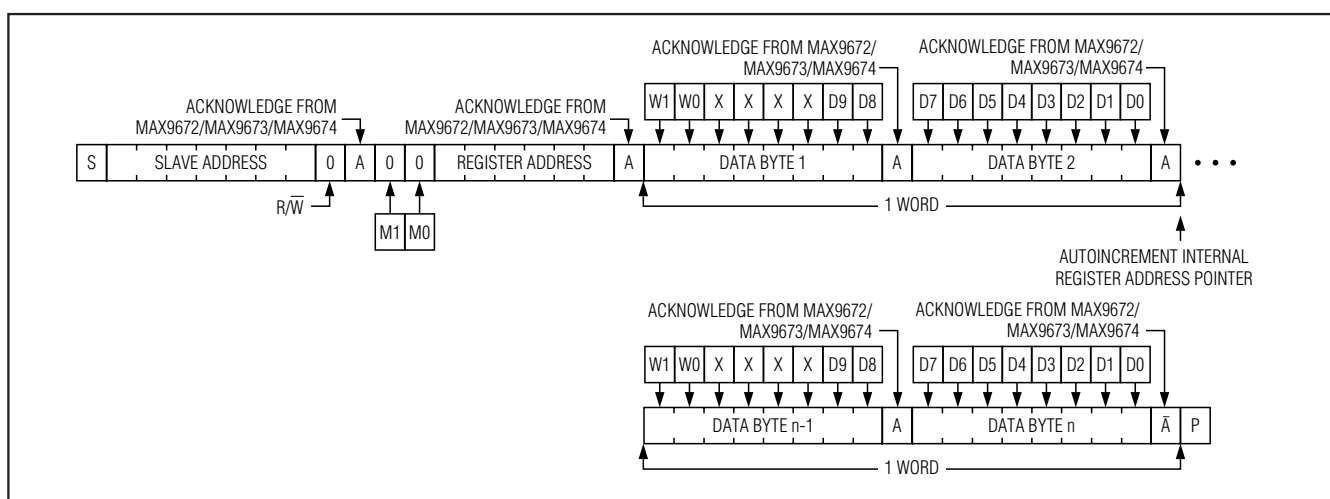 ACKNOWLEDGE FROM MAX9672/
MAX9673/MAX9674
ACKNOWLEDGE FROM MAX9672/
MAX9673/MAX9674
W1 W0 X X X X D9 D8
D7 D6 D5 D4 D3 D2 D1 D0
ACKNOWLEDGE FROM
MAX9672/MAX9673/MAX9674
ACKNOWLEDGE FROM
MAX9672/MAX9673/MAX9674
S SLAVE ADDRESS 0 A 0 0 REGISTER ADDRESS A DATA BYTE 1 A DATA BYTE 2 A • • •
R/W̅
1 WORD
M1 M0
AUTOINCREMENT INTERNAL
REGISTER ADDRESS POINTER
ACKNOWLEDGE FROM MAX9672/
MAX9673/MAX9674
ACKNOWLEDGE FROM MAX9672/
MAX9673/MAX9674
W1 W0 X X X X D9 D8
D7 D6 D5 D4 D3 D2 D1 D0
DATA BYTE n-1 A DATA BYTE n A̅ P
1 WORD